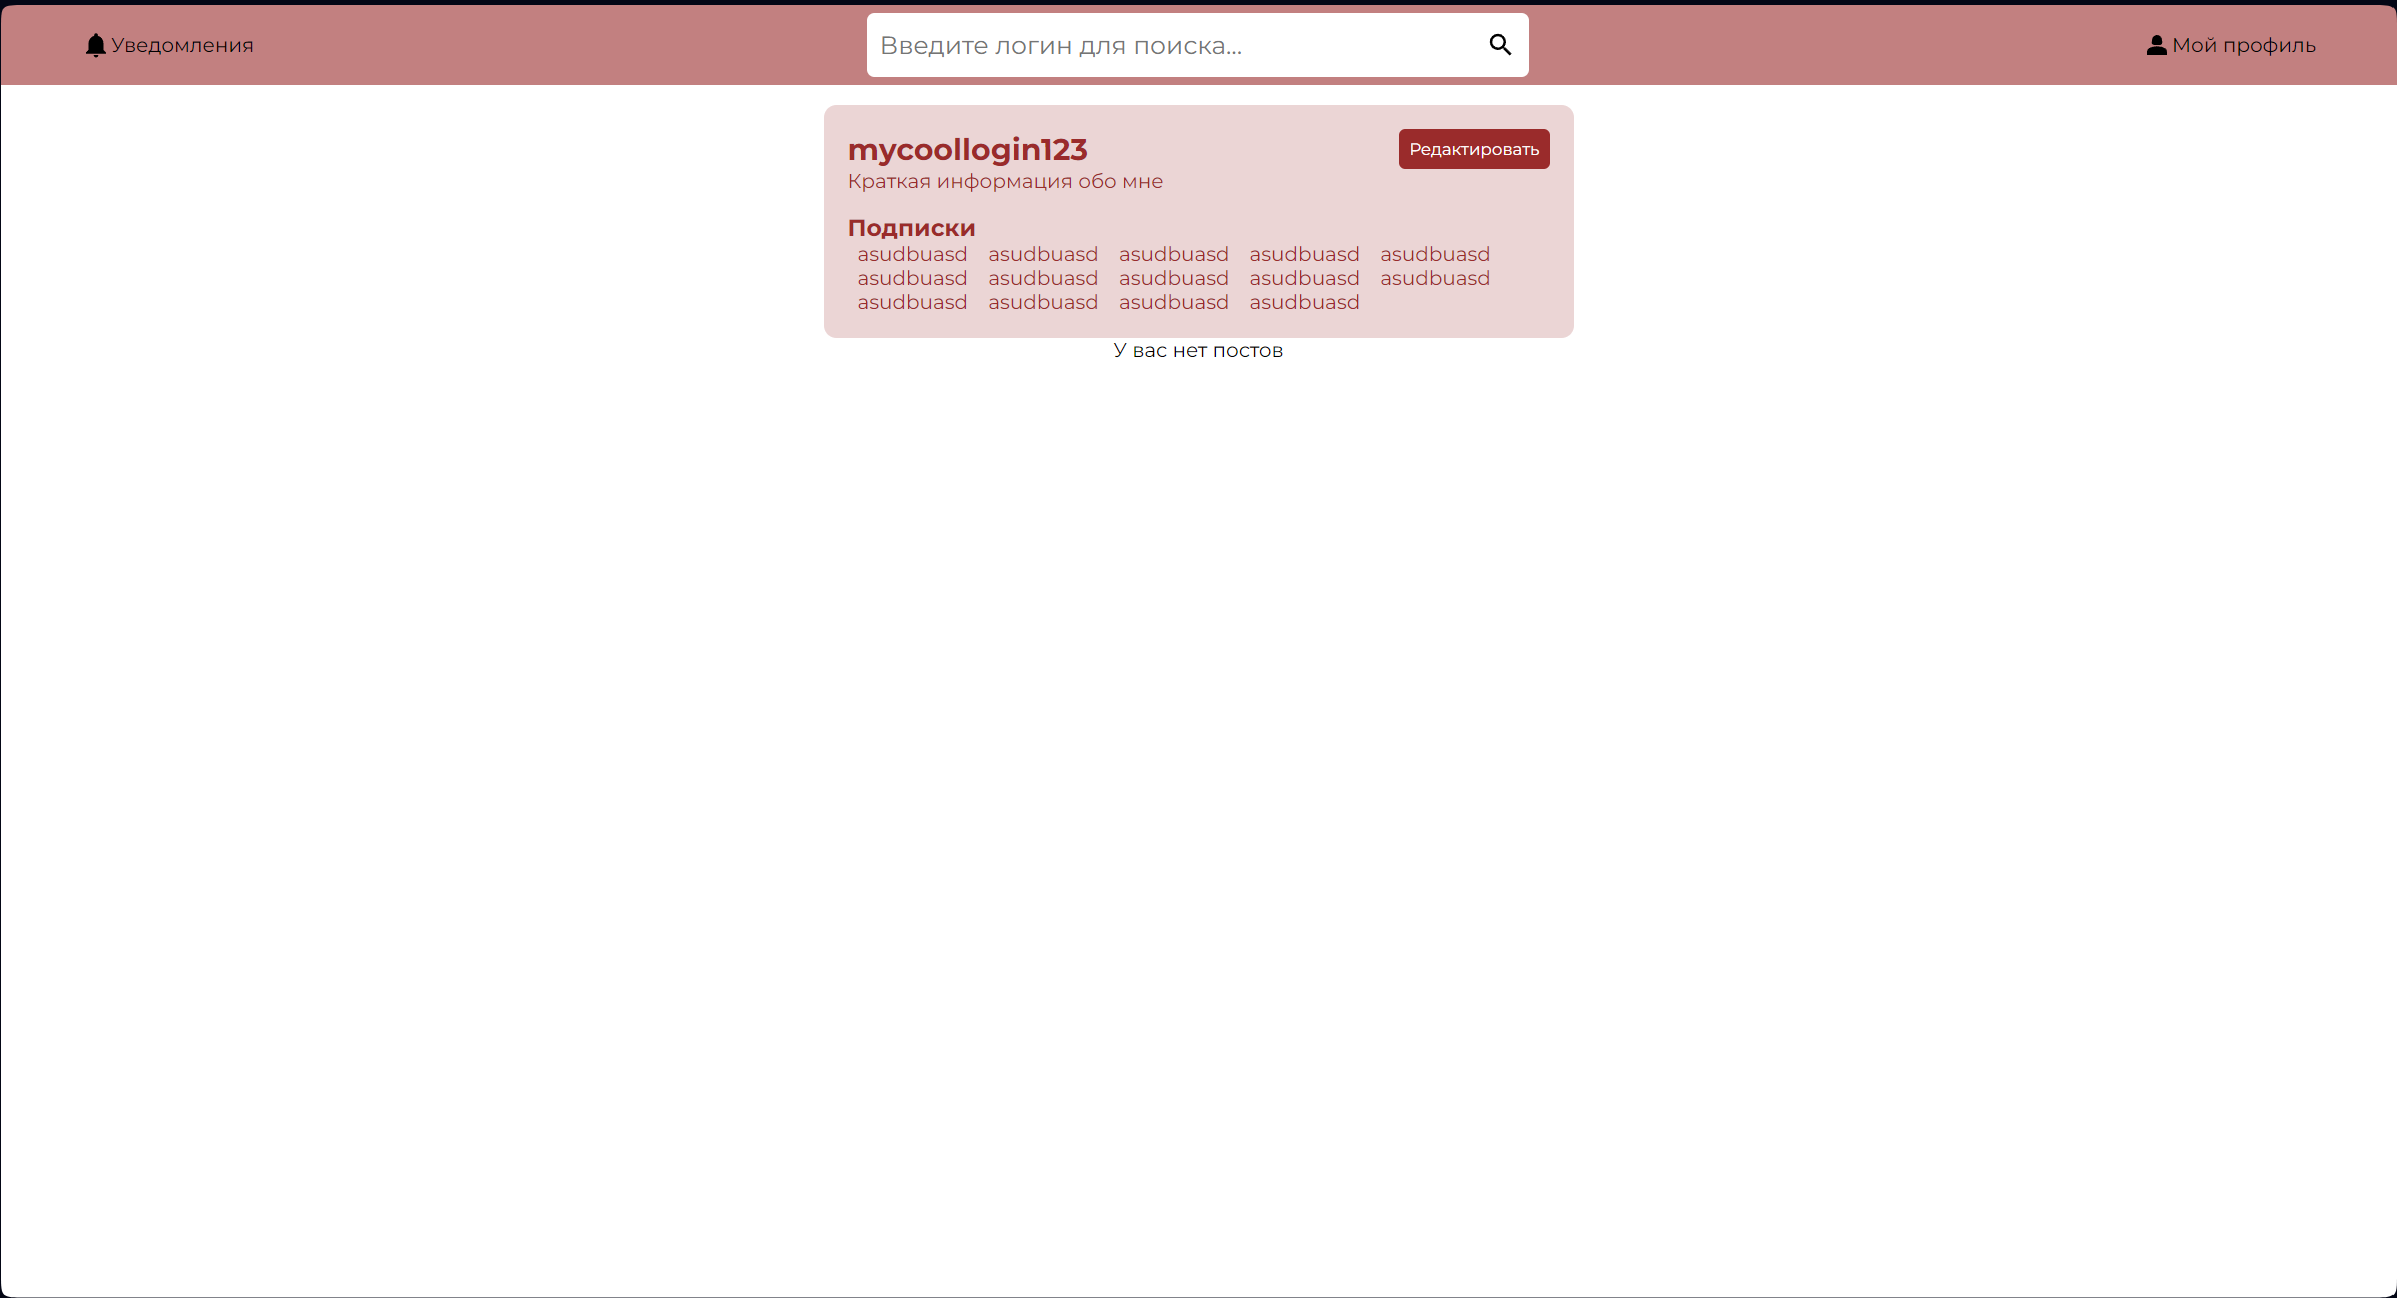 Уведомления
Введите логин для поиска...
Мой профиль
mycoollogin123
Редактировать
Краткая информация обо мне
Подписки
asudbuasd asudbuasd asudbuasd asudbuasd asudbuasd
asudbuasd asudbuasd asudbuasd asudbuasd asudbuasd
asudbuasd asudbuasd asudbuasd asudbuasd
У вас нет постов